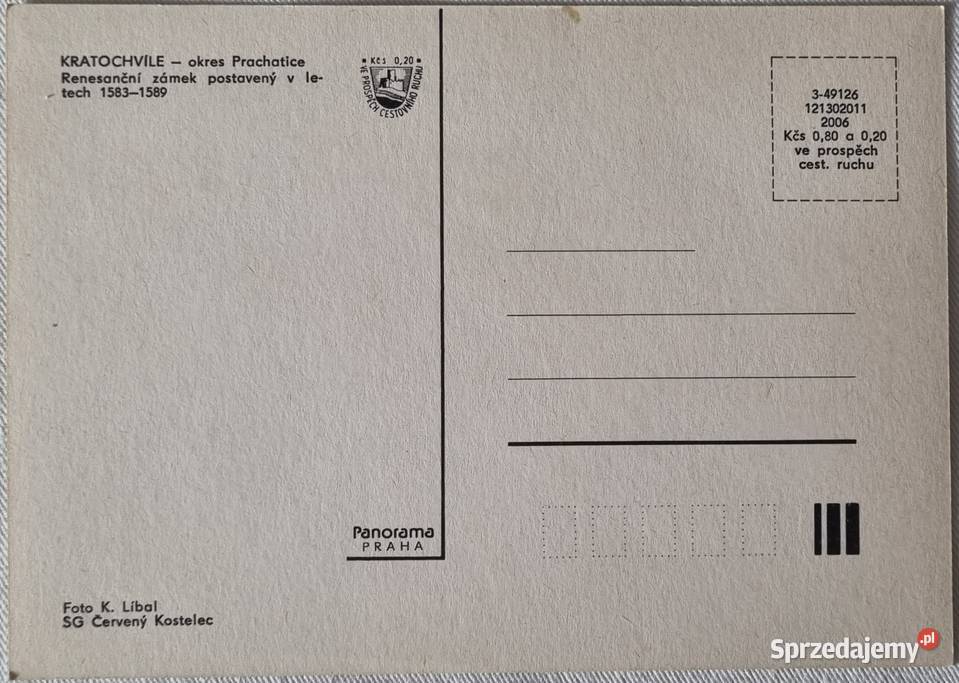 KRATOCHVÍLE — okres Prachatice
Renesanční zámek postavený v le-
tech 1583—1589
Kčs 0,20
VE PROSPĚCH CESTOVNÍHO RUCHU
3-49126
121302011
2006
Kčs 0,80 a 0,20
ve prospěch
cest. ruchu
Panorama
PRAHA
Foto K. Líbal
SG Červený Kostelec
Sprzedajemy.pl